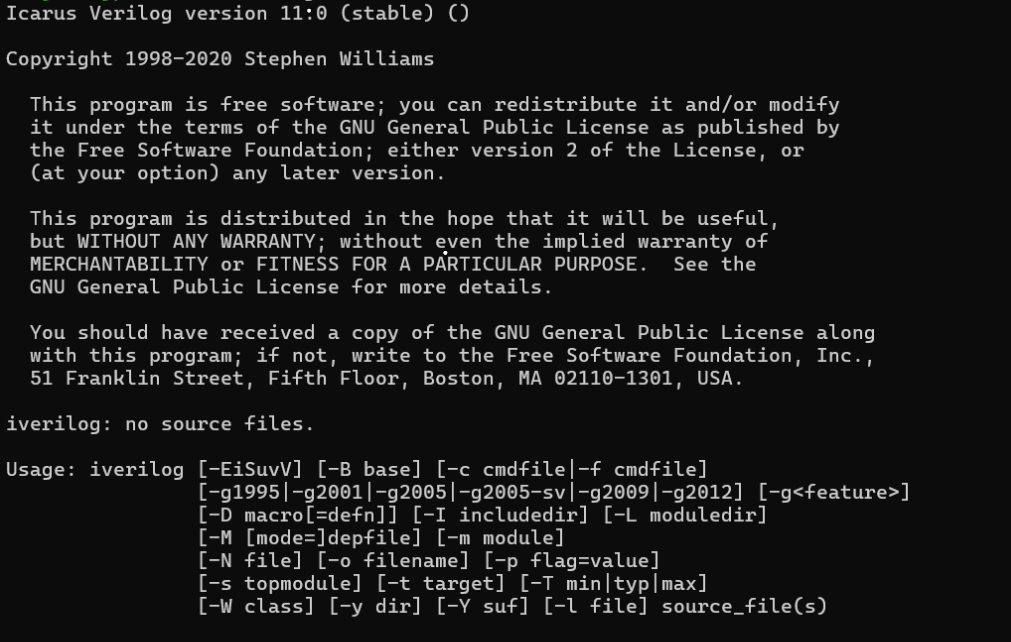 Icarus Verilog version 11:0 (stable) ()
Copyright 1998-2020 Stephen Williams
This program is free software; you can redistribute it and/or modify
it under the terms of the GNU General Public License as published by
the Free Software Foundation; either version 2 of the License, or
(at your option) any later version.
This program is distributed in the hope that it will be useful,
but WITHOUT ANY WARRANTY; without even the implied warranty of
MERCHANTABILITY or FITNESS FOR A PARTICULAR PURPOSE.  See the
GNU General Public License for more details.
You should have received a copy of the GNU General Public License along
with this program; if not, write to the Free Software Foundation, Inc.,
51 Franklin Street, Fifth Floor, Boston, MA 02110-1301, USA.
iverilog: no source files.
Usage: iverilog [-EiSuvV] [-B base] [-c cmdfile|-f cmdfile]
[-g1995|-g2001|-g2005|-g2005-sv|-g2009|-g2012] [-g<feature>]
[-D macro[=defn]] [-I includedir] [-L moduledir]
[-M [mode=]depfile] [-m module]
[-N file] [-o filename] [-p flag=value]
[-s topmodule] [-t target] [-T min|typ|max]
[-W class] [-y dir] [-Y suf] [-l file] source_file(s)